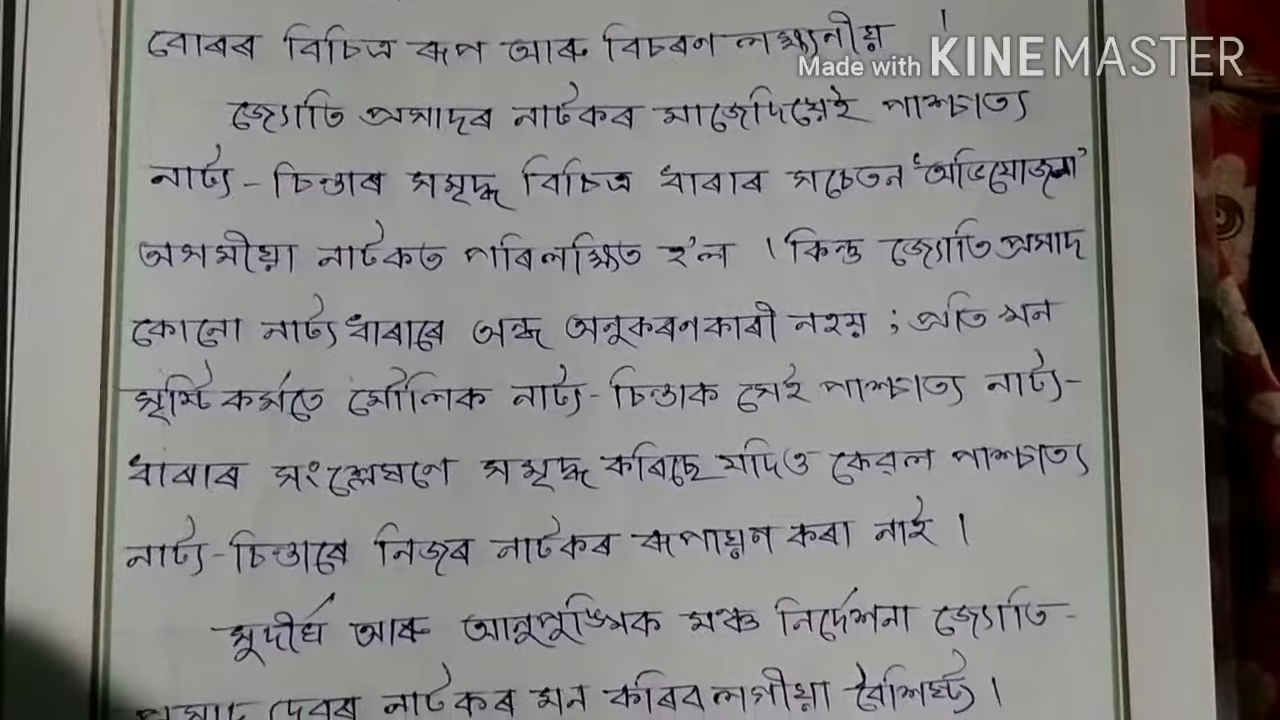 বোৰৰ বিচিত্ৰ ৰূপ আৰু বিচৰণ লক্ষ্যনীয় ।
Made with KINEMASTER
জ্যোতি প্ৰসাদৰ নাটকৰ মাজেদিয়েই পাশ্চাত্য
নাট্য - চিন্তাৰ সমৃদ্ধ বিচিত্ৰ ধাৰাৰ সচেতন 'অভিযোজনা'
অসমীয়া নাটকত পৰিলক্ষিত হ'ল । কিন্তু জ্যোতিপ্ৰসাদ
কোনো নাট্যধাৰাৰে অন্ধ অনুকৰণকাৰী নহয় ; প্ৰতি খন
সৃষ্টিকৰ্মতে মৌলিক নাট্য - চিন্তাক সেই পাশ্চাত্য নাট্য-
ধাৰাৰ সংশ্লেষণে সমৃদ্ধ কৰিছে যদিও কেৱল পাশ্চাত্য
নাট্য - চিন্তাৰে নিজৰ নাটকৰ ৰূপায়ণ কৰা নাই ।
সুদীৰ্ঘ আৰু আনুপুঙ্খিক মঞ্চ নিৰ্দেশনা জ্যোতি-
প্ৰসাদ দেৱৰ নাটকৰ মন কৰিবলগীয়া বৈশিষ্ট্য ।